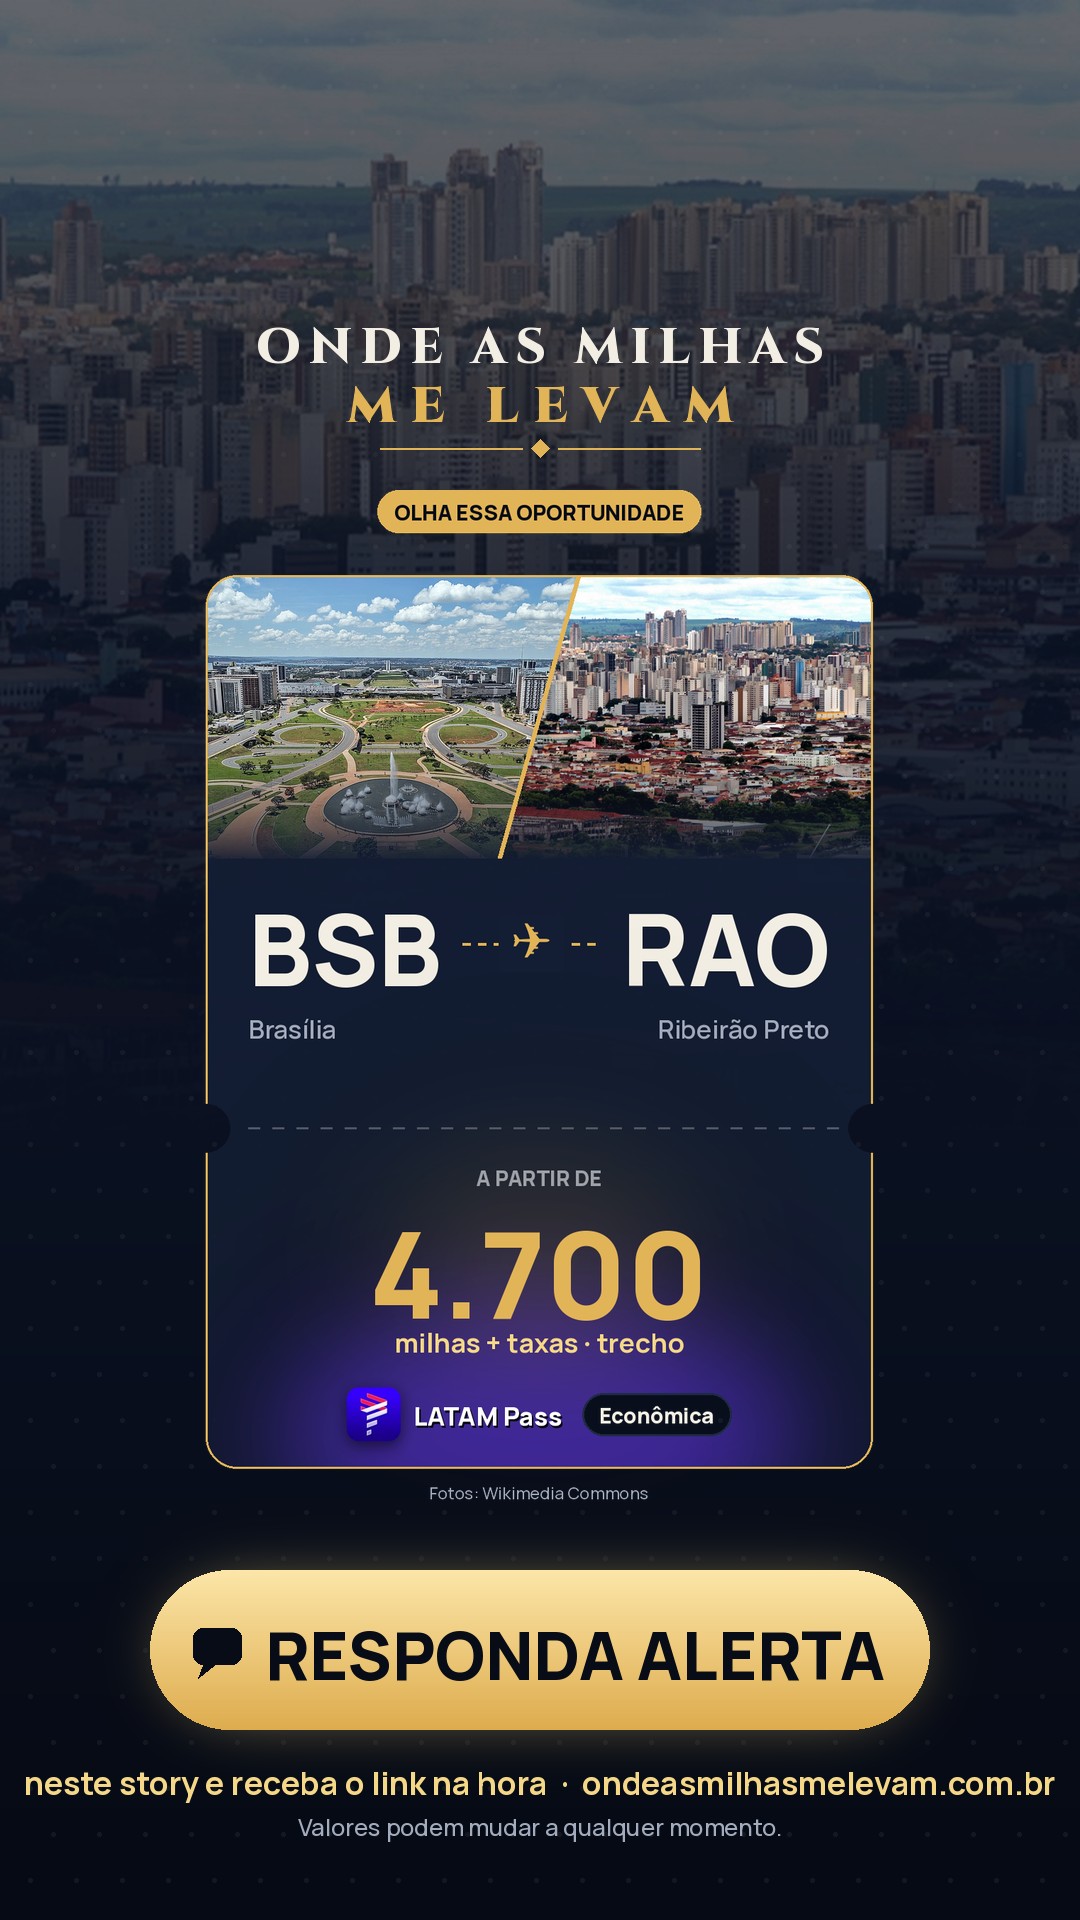 ONDE AS MILHAS
ME LEVAM
OLHA ESSA OPORTUNIDADE
BSB RAO
Brasília Ribeirão Preto
A PARTIR DE
4.700
milhas + taxas · trecho
LATAM Pass Econômica
Fotos: Wikimedia Commons
RESPONDA ALERTA
neste story e receba o link na hora · ondeasmilhasmelevam.com.br
Valores podem mudar a qualquer momento.